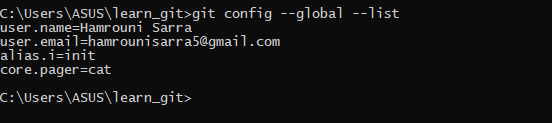 C:\Users\ASUS\learn_git>git config --global --list
user.name=Hamrouni Sarra
user.email=hamrounisarra5@gmail.com
alias.i=init
core.pager=cat
C:\Users\ASUS\learn_git>